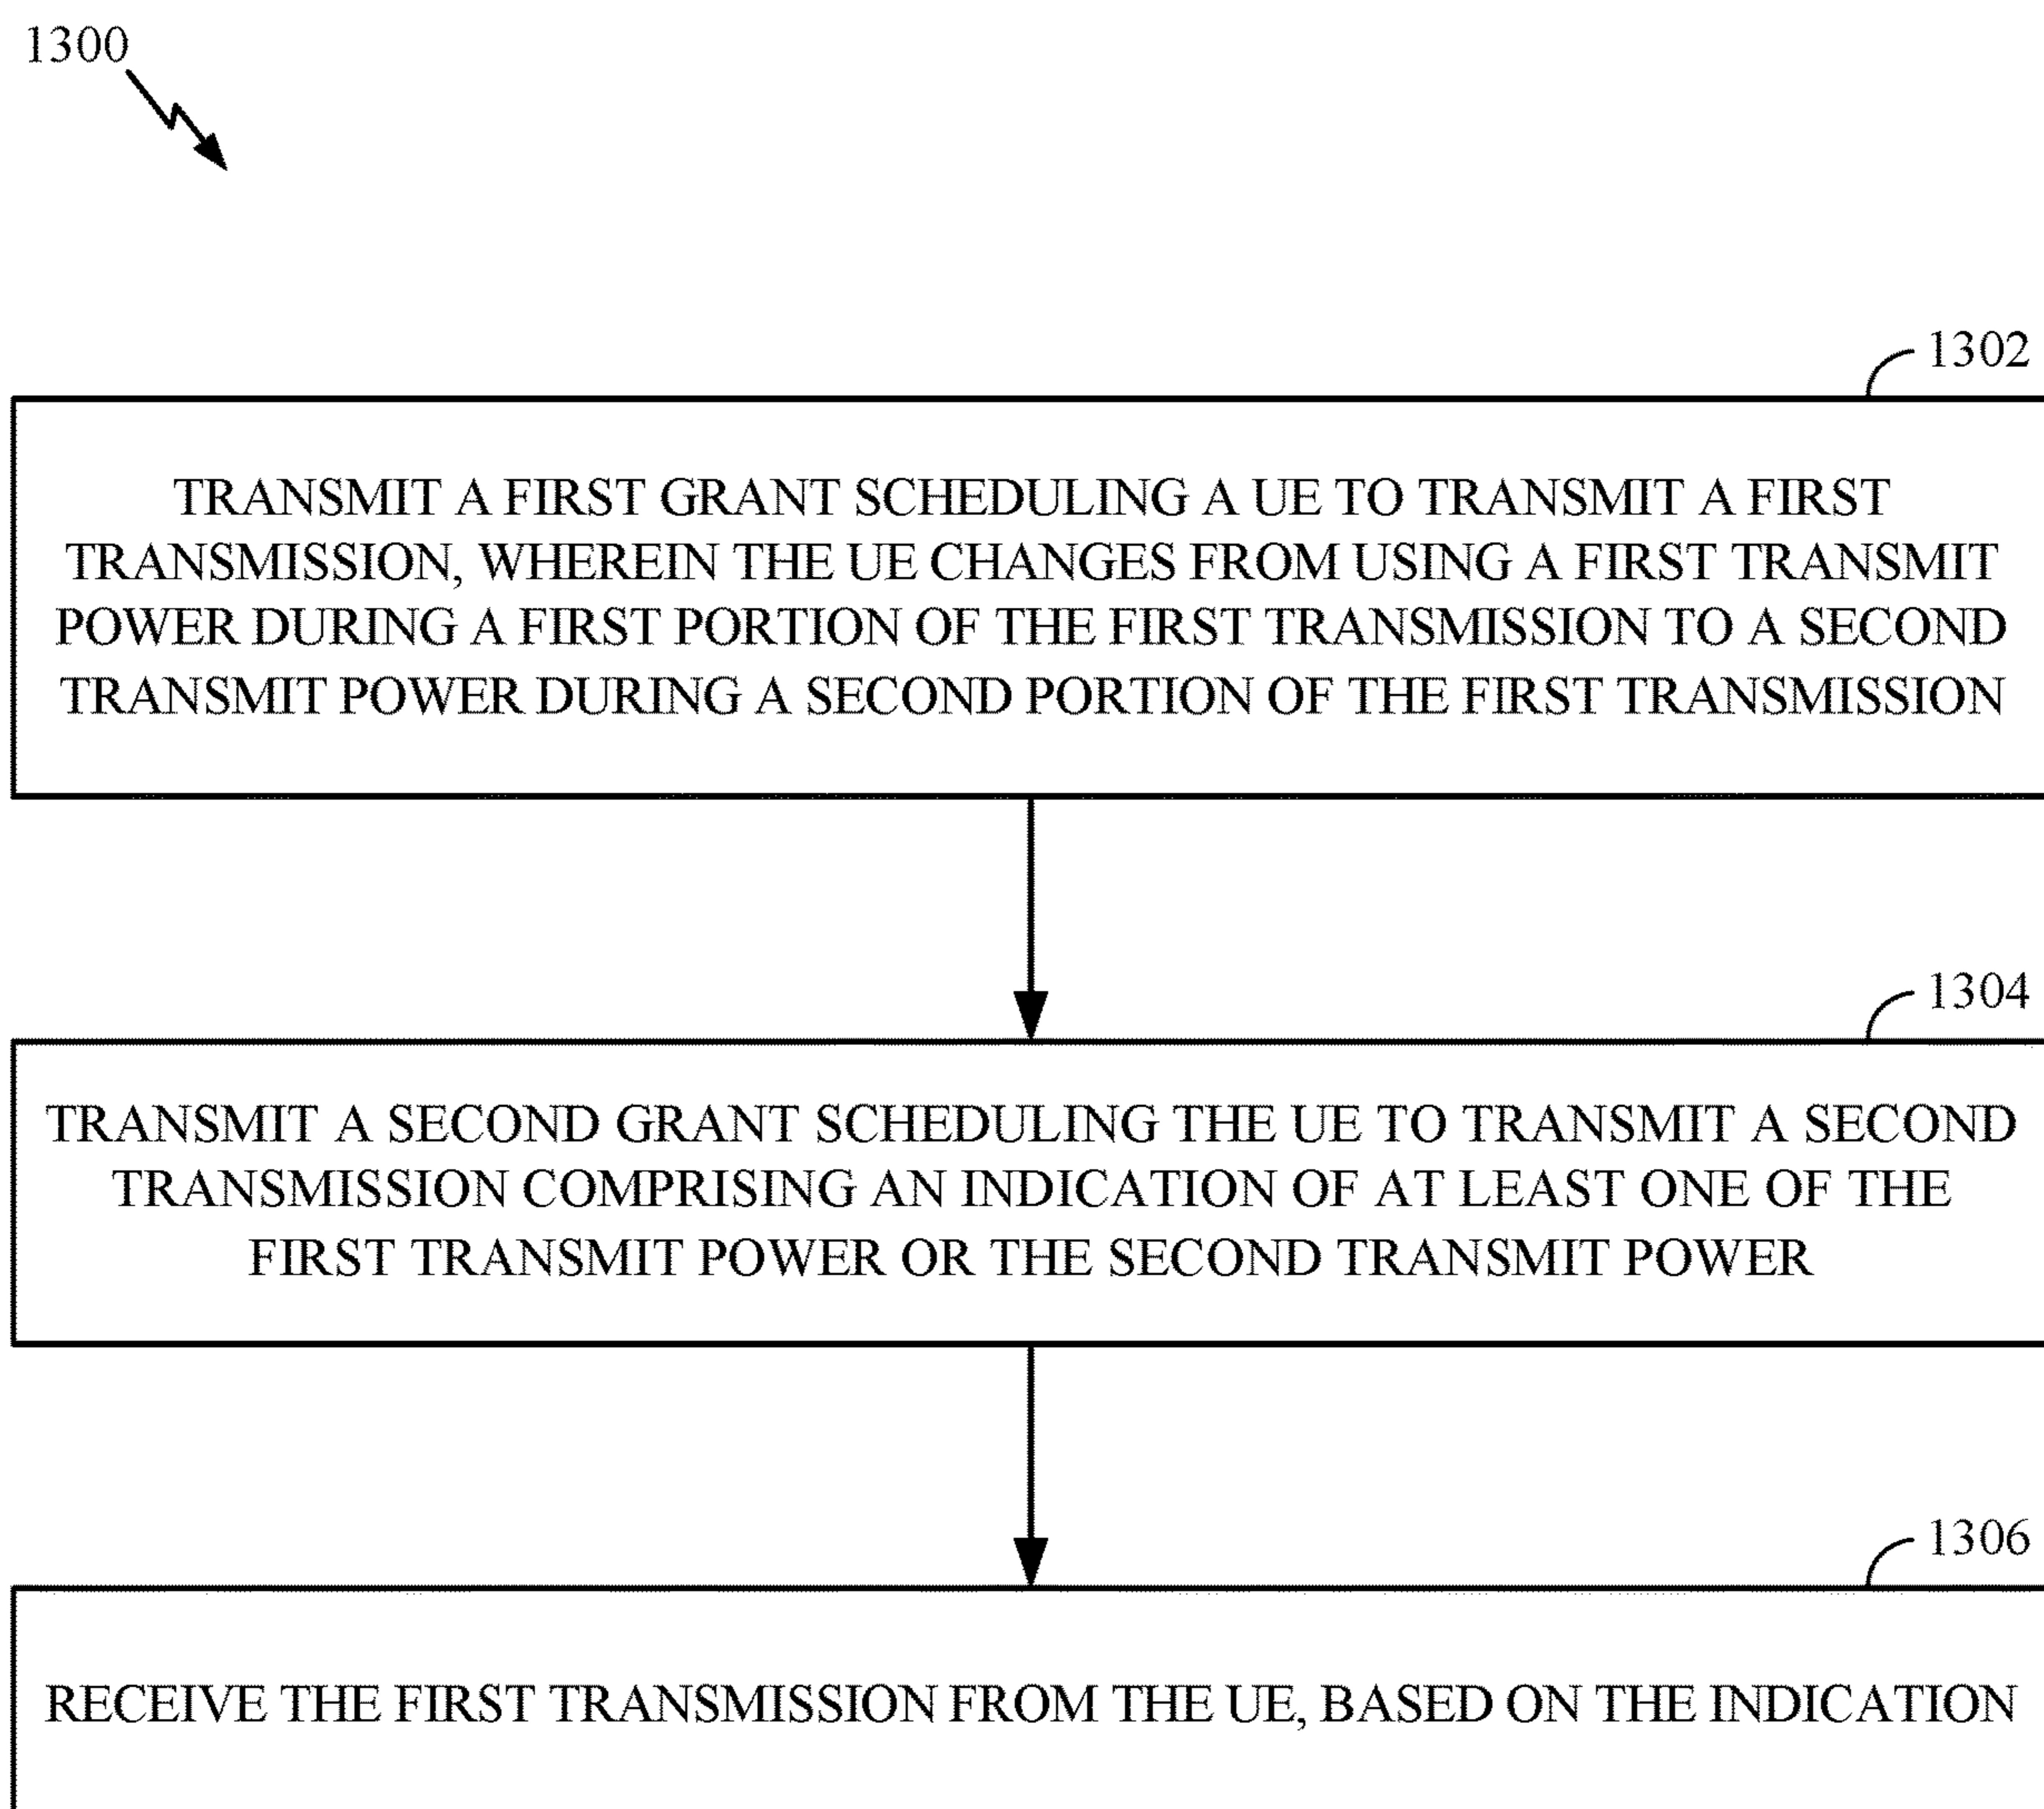 1300
1302
TRANSMIT A FIRST GRANT SCHEDULING A UE TO TRANSMIT A FIRST
TRANSMISSION, WHEREIN THE UE CHANGES FROM USING A FIRST TRANSMIT
POWER DURING A FIRST PORTION OF THE FIRST TRANSMISSION TO A SECOND
TRANSMIT POWER DURING A SECOND PORTION OF THE FIRST TRANSMISSION
1304
TRANSMIT A SECOND GRANT SCHEDULING THE UE TO TRANSMIT A SECOND
TRANSMISSION COMPRISING AN INDICATION OF AT LEAST ONE OF THE
FIRST TRANSMIT POWER OR THE SECOND TRANSMIT POWER
1306
RECEIVE THE FIRST TRANSMISSION FROM THE UE, BASED ON THE INDICATION